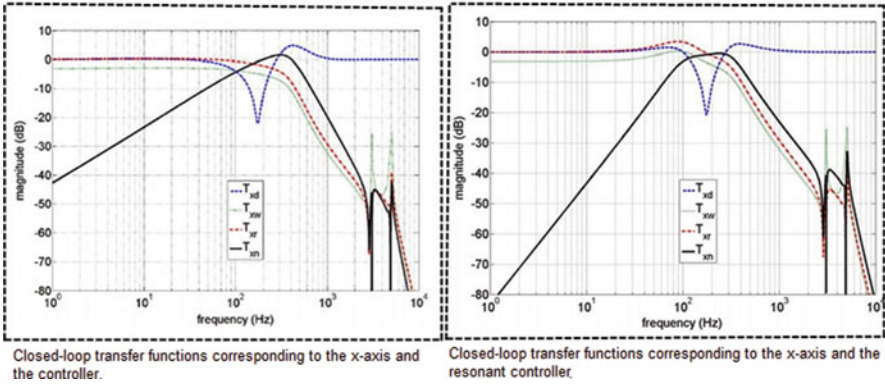 10
0
-10
-20
-30
-40
-50
-60
-70
-80
magnitude (dB)
T_xd
T_xw
T_xr
T_xn
10^0
10^1
10^2
10^3
10^4
frequency (Hz)
Closed-loop transfer functions corresponding to the x-axis and
the controller.
10
0
-10
-20
-30
-40
-50
-60
-70
-80
magnitude (dB)
T_xd
T_xw
T_xr
T_xn
10^0
10^1
10^2
10^3
10^4
frequency (Hz)
Closed-loop transfer functions corresponding to the x-axis and the
resonant controller.